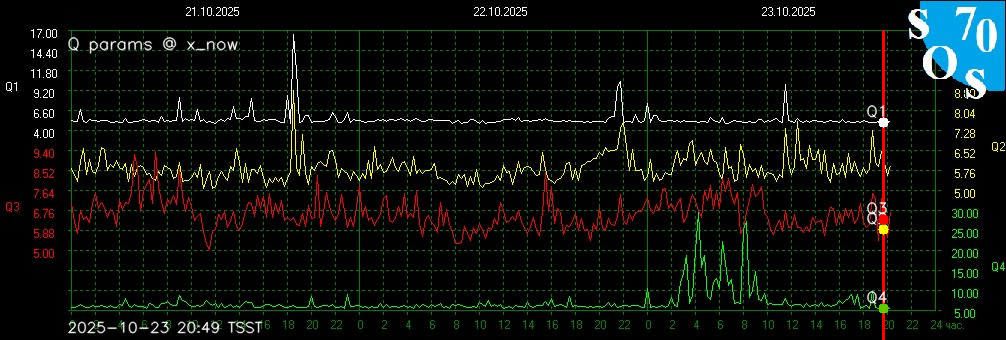 21.10.2025 22.10.2025 23.10.2025
S 70
O
S
Q params @ x_now
Q1
17.00
14.40
11.80
9.20
6.60
4.00
Q3
9.40
8.52
7.64
6.76
5.88
5.00
Q1
Q3
Q4
8.04
7.28
6.52
5.76
5.00
Q2
30.00
25.00
20.00
15.00
10.00
5.00
Q4
2025-10-23 20:49 TSST
18 20 22 0 2 4 6 8 10 12 14 16 18 20 22 0 2 4 6 8 10 12 14 16 18 20 22 24 час.